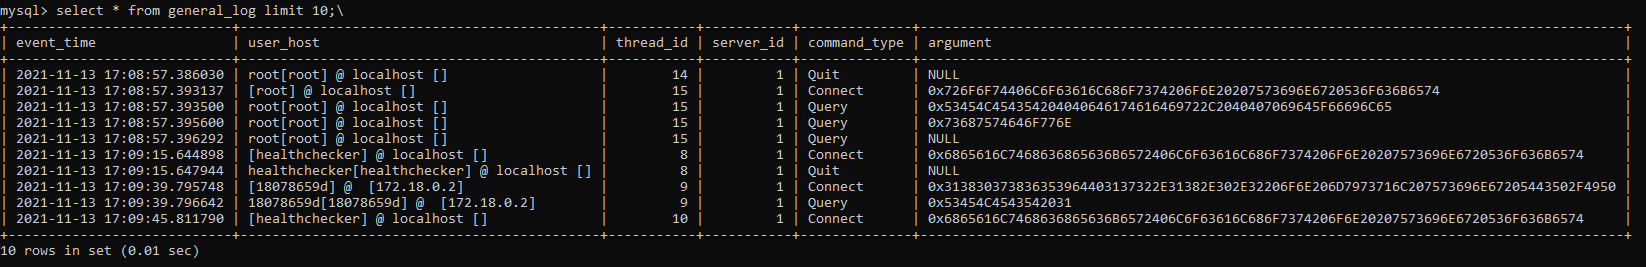 mysql> select * from general_log limit 10;\
+----------------------------+---------------------------------------------+-----------+-----------+--------------+----------------------------------------------------------------------------------------+
| event_time                 | user_host                                   | thread_id | server_id | command_type | argument                                                                               |
+----------------------------+---------------------------------------------+-----------+-----------+--------------+----------------------------------------------------------------------------------------+
| 2021-11-13 17:08:57.386030 | root[root] @ localhost []                   |        14 |         1 | Quit         | NULL                                                                                   |
| 2021-11-13 17:08:57.393137 | [root] @ localhost []                       |        15 |         1 | Connect      | 0x726F6F74406C6F63616C686F7374206F6E20207573696E6720536F636B6574                       |
| 2021-11-13 17:08:57.393500 | root[root] @ localhost []                   |        15 |         1 | Query        | 0x53454C454354204040646174616469722C2040407069645F66696C65                             |
| 2021-11-13 17:08:57.395600 | root[root] @ localhost []                   |        15 |         1 | Query        | 0x73687574646F776E                                                                     |
| 2021-11-13 17:08:57.396292 | root[root] @ localhost []                   |        15 |         1 | Query        | NULL                                                                                   |
| 2021-11-13 17:09:15.644898 | [healthchecker] @ localhost []              |         8 |         1 | Connect      | 0x6865616C7468636865636B6572406C6F63616C686F7374206F6E20207573696E6720536F636B6574     |
| 2021-11-13 17:09:15.647944 | healthchecker[healthchecker] @ localhost [] |         8 |         1 | Quit         | NULL                                                                                   |
| 2021-11-13 17:09:39.795748 | [18078659d] @  [172.18.0.2]                 |         9 |         1 | Connect      | 0x313830373836353964403137322E31382E302E32206F6E206D7973716C207573696E67205443502F4950 |
| 2021-11-13 17:09:39.796642 | 18078659d[18078659d] @  [172.18.0.2]        |         9 |         1 | Query        | 0x53454C4543542031                                                                     |
| 2021-11-13 17:09:45.811790 | [healthchecker] @ localhost []              |        10 |         1 | Connect      | 0x6865616C7468636865636B6572406C6F63616C686F7374206F6E20207573696E6720536F636B6574     |
+----------------------------+---------------------------------------------+-----------+-----------+--------------+----------------------------------------------------------------------------------------+
10 rows in set (0.01 sec)